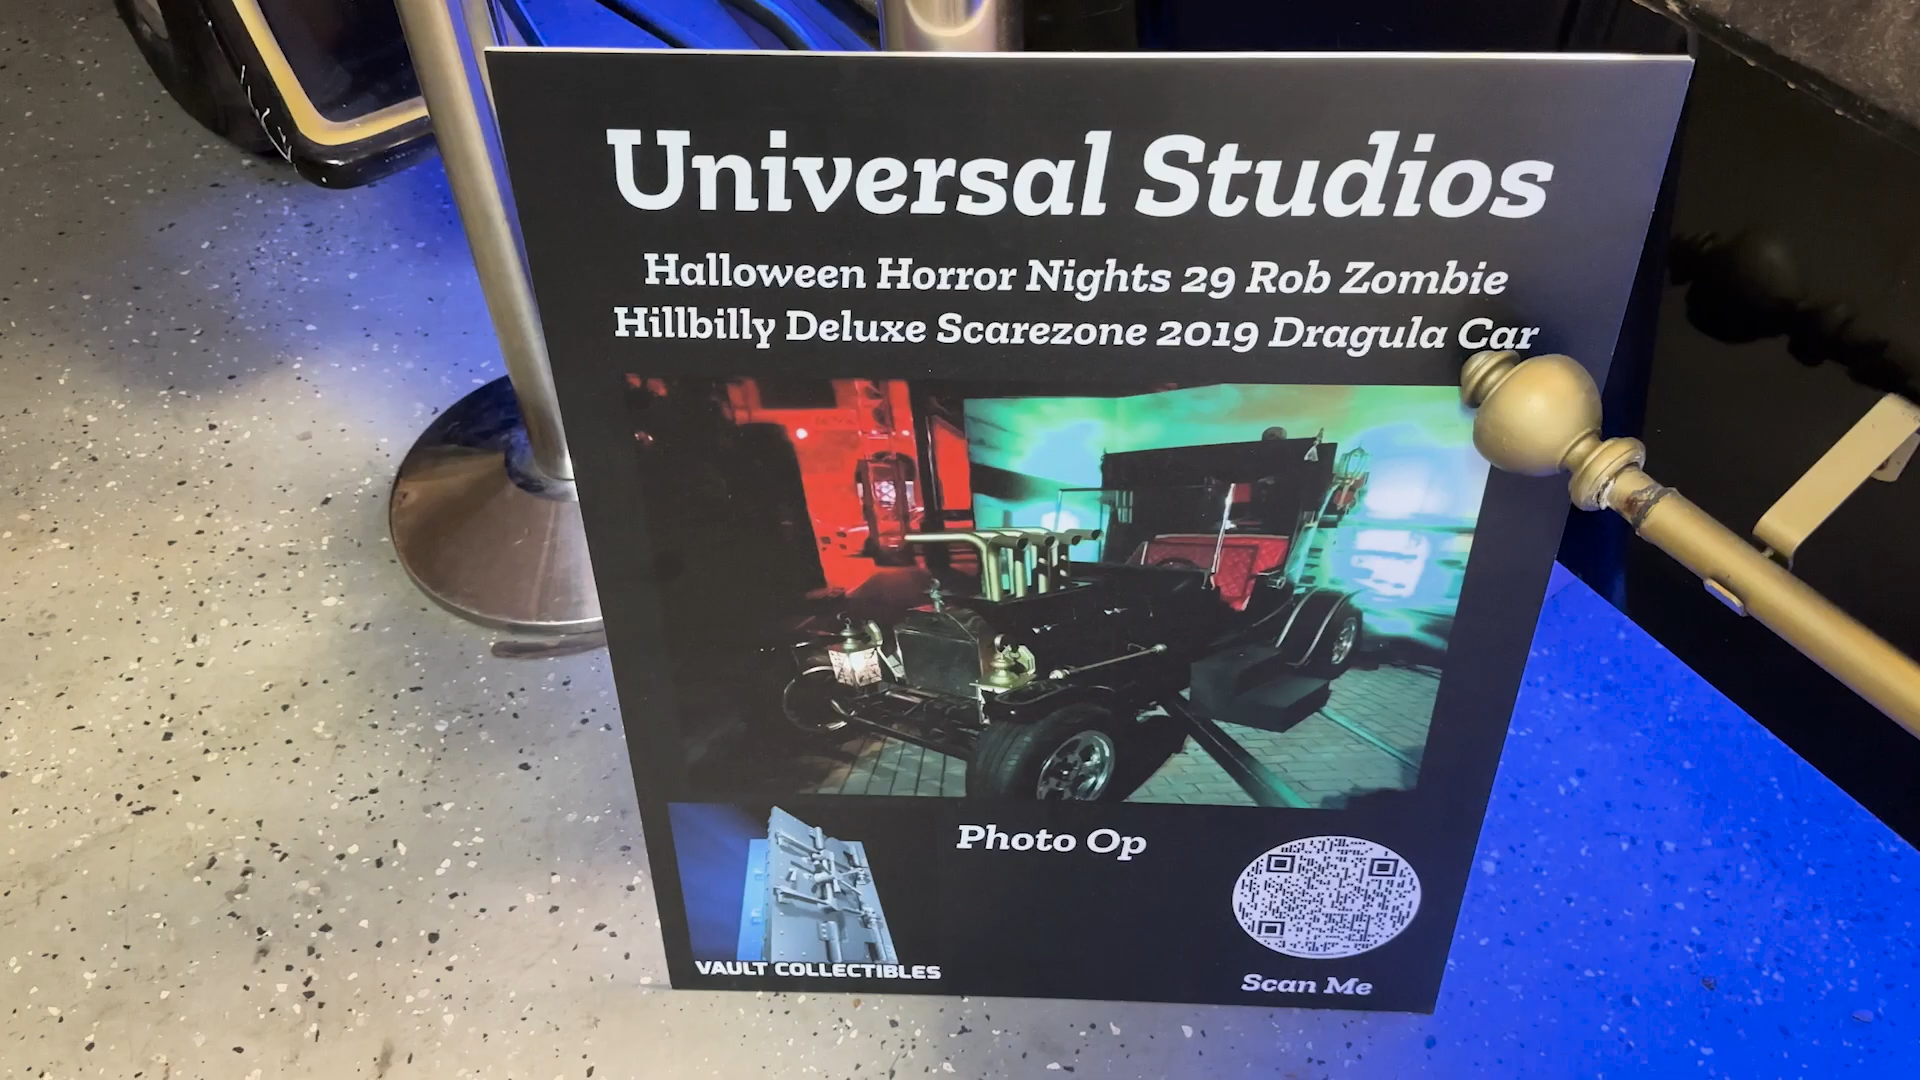 Universal Studios
Halloween Horror Nights 29 Rob Zombie
Hillbilly Deluxe Scarezone 2019 Dragula Car
Photo Op
VAULT COLLECTIBLES
Scan Me